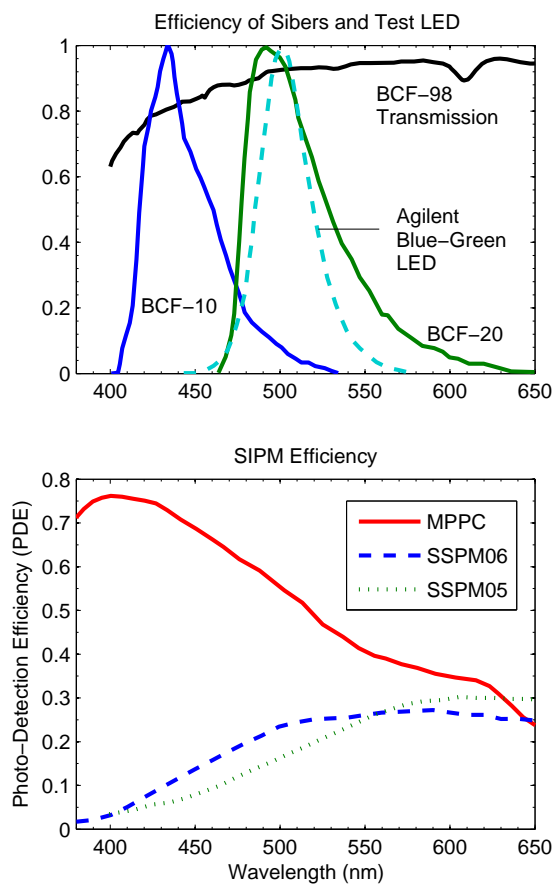 Efficiency of Sibers and Test LED
1
0.8
0.6
0.4
0.2
0
BCF−98
Transmission
Agilent
Blue−Green
LED
BCF−10
BCF−20
400 450 500 550 600 650
SIPM Efficiency
Photo−Detection Efficiency (PDE)
0.8
0.7
0.6
0.5
0.4
0.3
0.2
0.1
0
MPPC
SSPM06
SSPM05
400 450 500 550 600 650
Wavelength (nm)